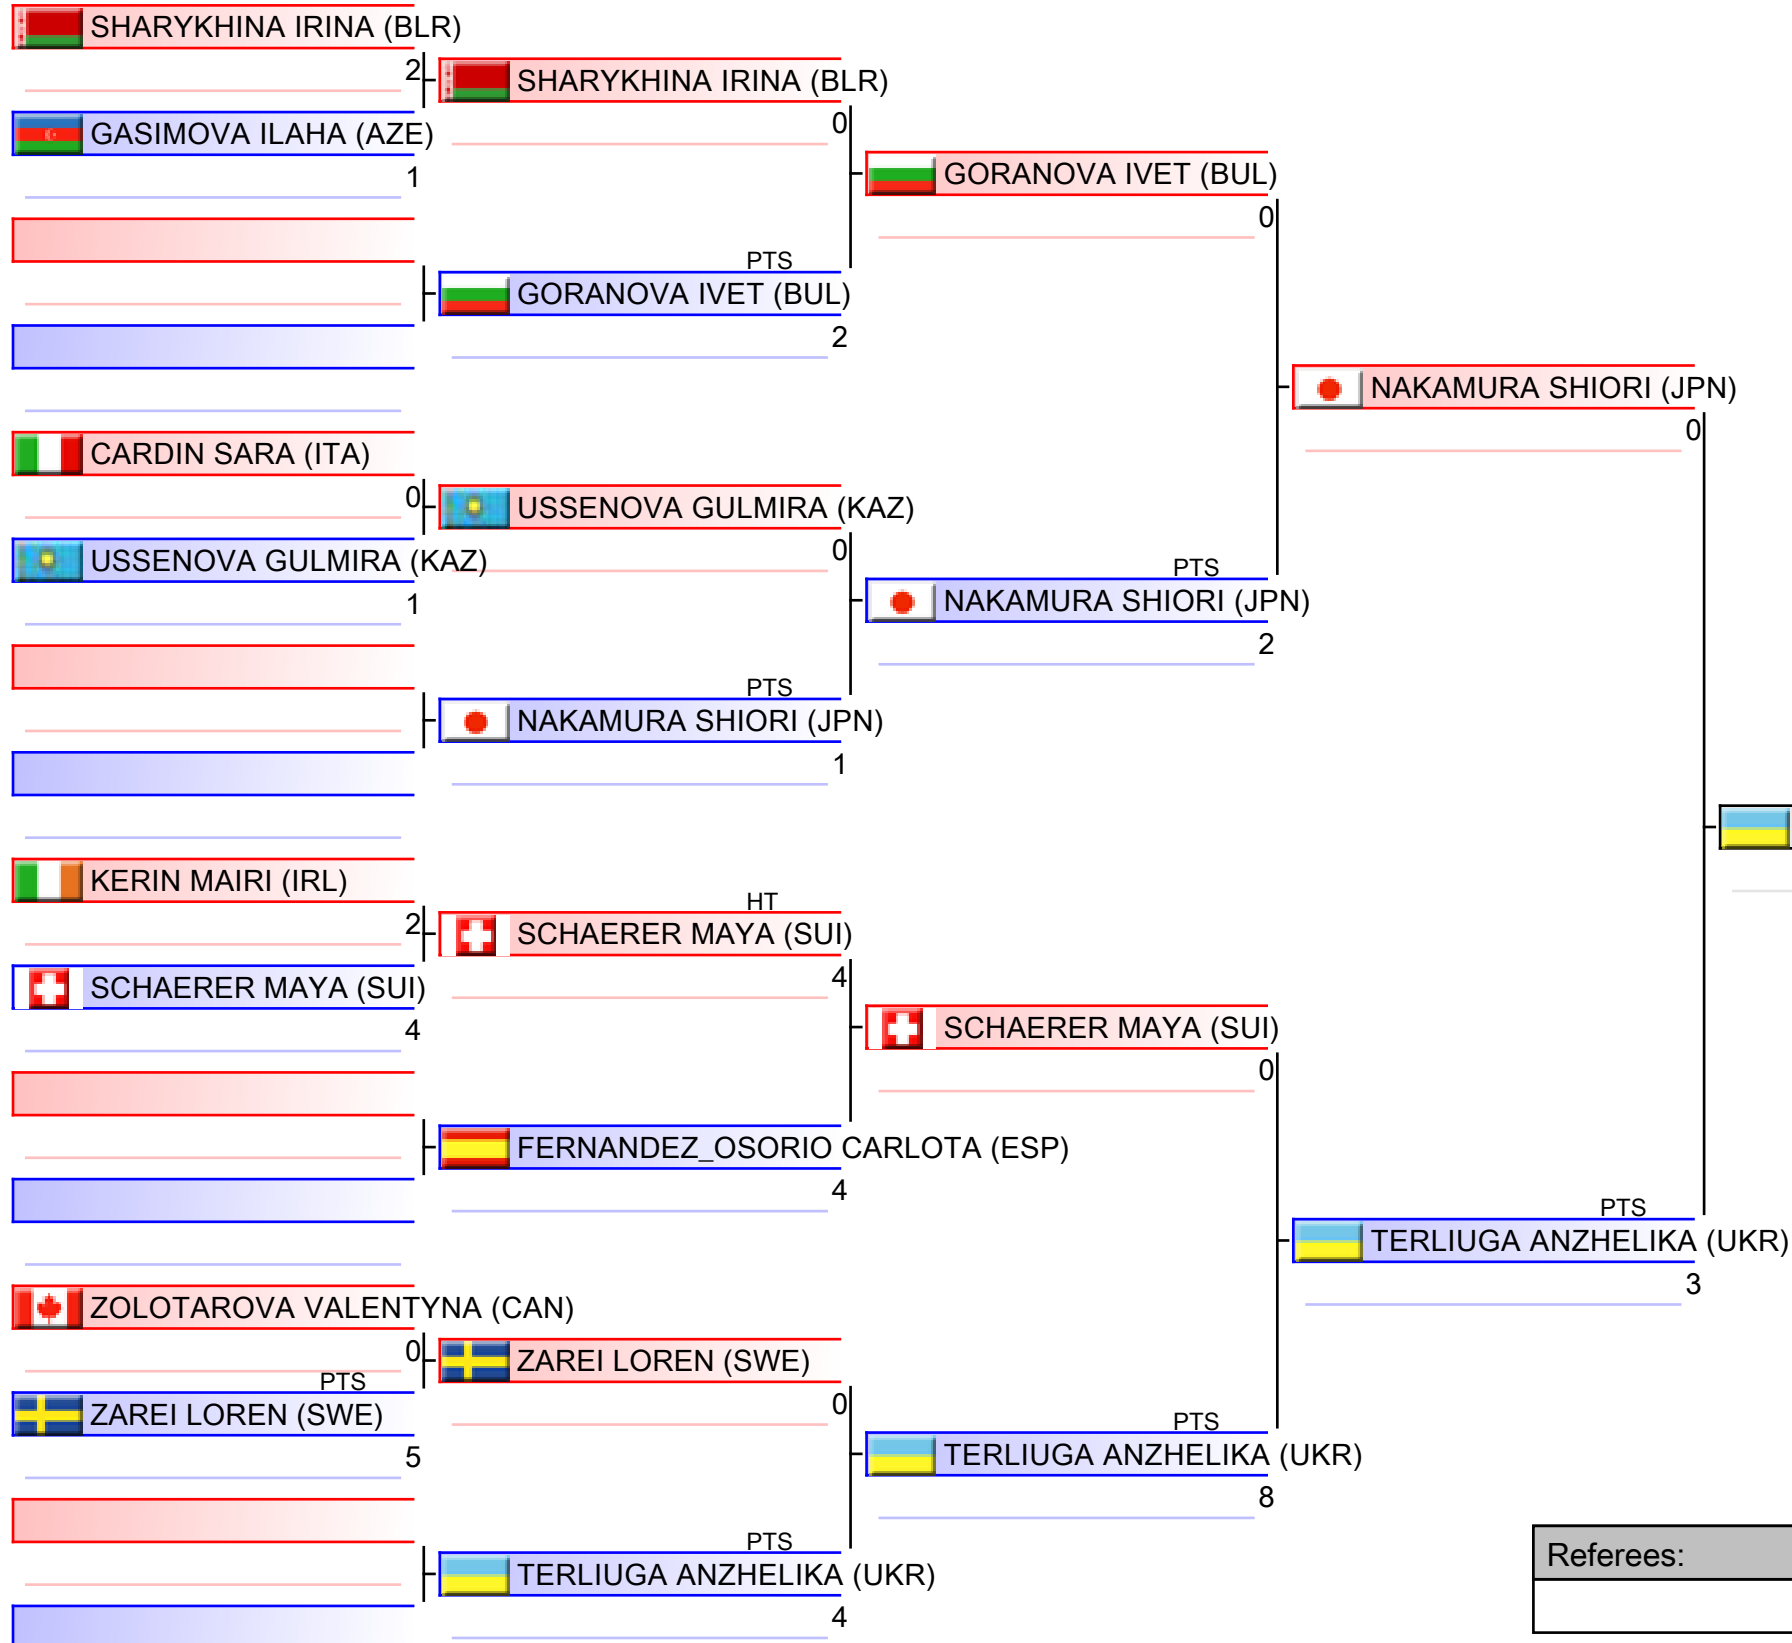 SHARYKHINA IRINA (BLR)
2
GASIMOVA ILAHA (AZE)
1
CARDIN SARA (ITA)
0
USSENOVA GULMIRA (KAZ)
1
KERIN MAIRI (IRL)
2
SCHAERER MAYA (SUI)
4
ZOLOTAROVA VALENTYNA (CAN)
0
PTS
ZAREI LOREN (SWE)
5
SHARYKHINA IRINA (BLR)
0
PTS
GORANOVA IVET (BUL)
2
USSENOVA GULMIRA (KAZ)
0
PTS
NAKAMURA SHIORI (JPN)
1
HT
SCHAERER MAYA (SUI)
4
FERNANDEZ_OSORIO CARLOTA (ESP)
4
ZAREI LOREN (SWE)
0
PTS
TERLIUGA ANZHELIKA (UKR)
4
GORANOVA IVET (BUL)
0
PTS
NAKAMURA SHIORI (JPN)
2
SCHAERER MAYA (SUI)
0
PTS
TERLIUGA ANZHELIKA (UKR)
8
NAKAMURA SHIORI (JPN)
0
PTS
TERLIUGA ANZHELIKA (UKR)
3
Referees: